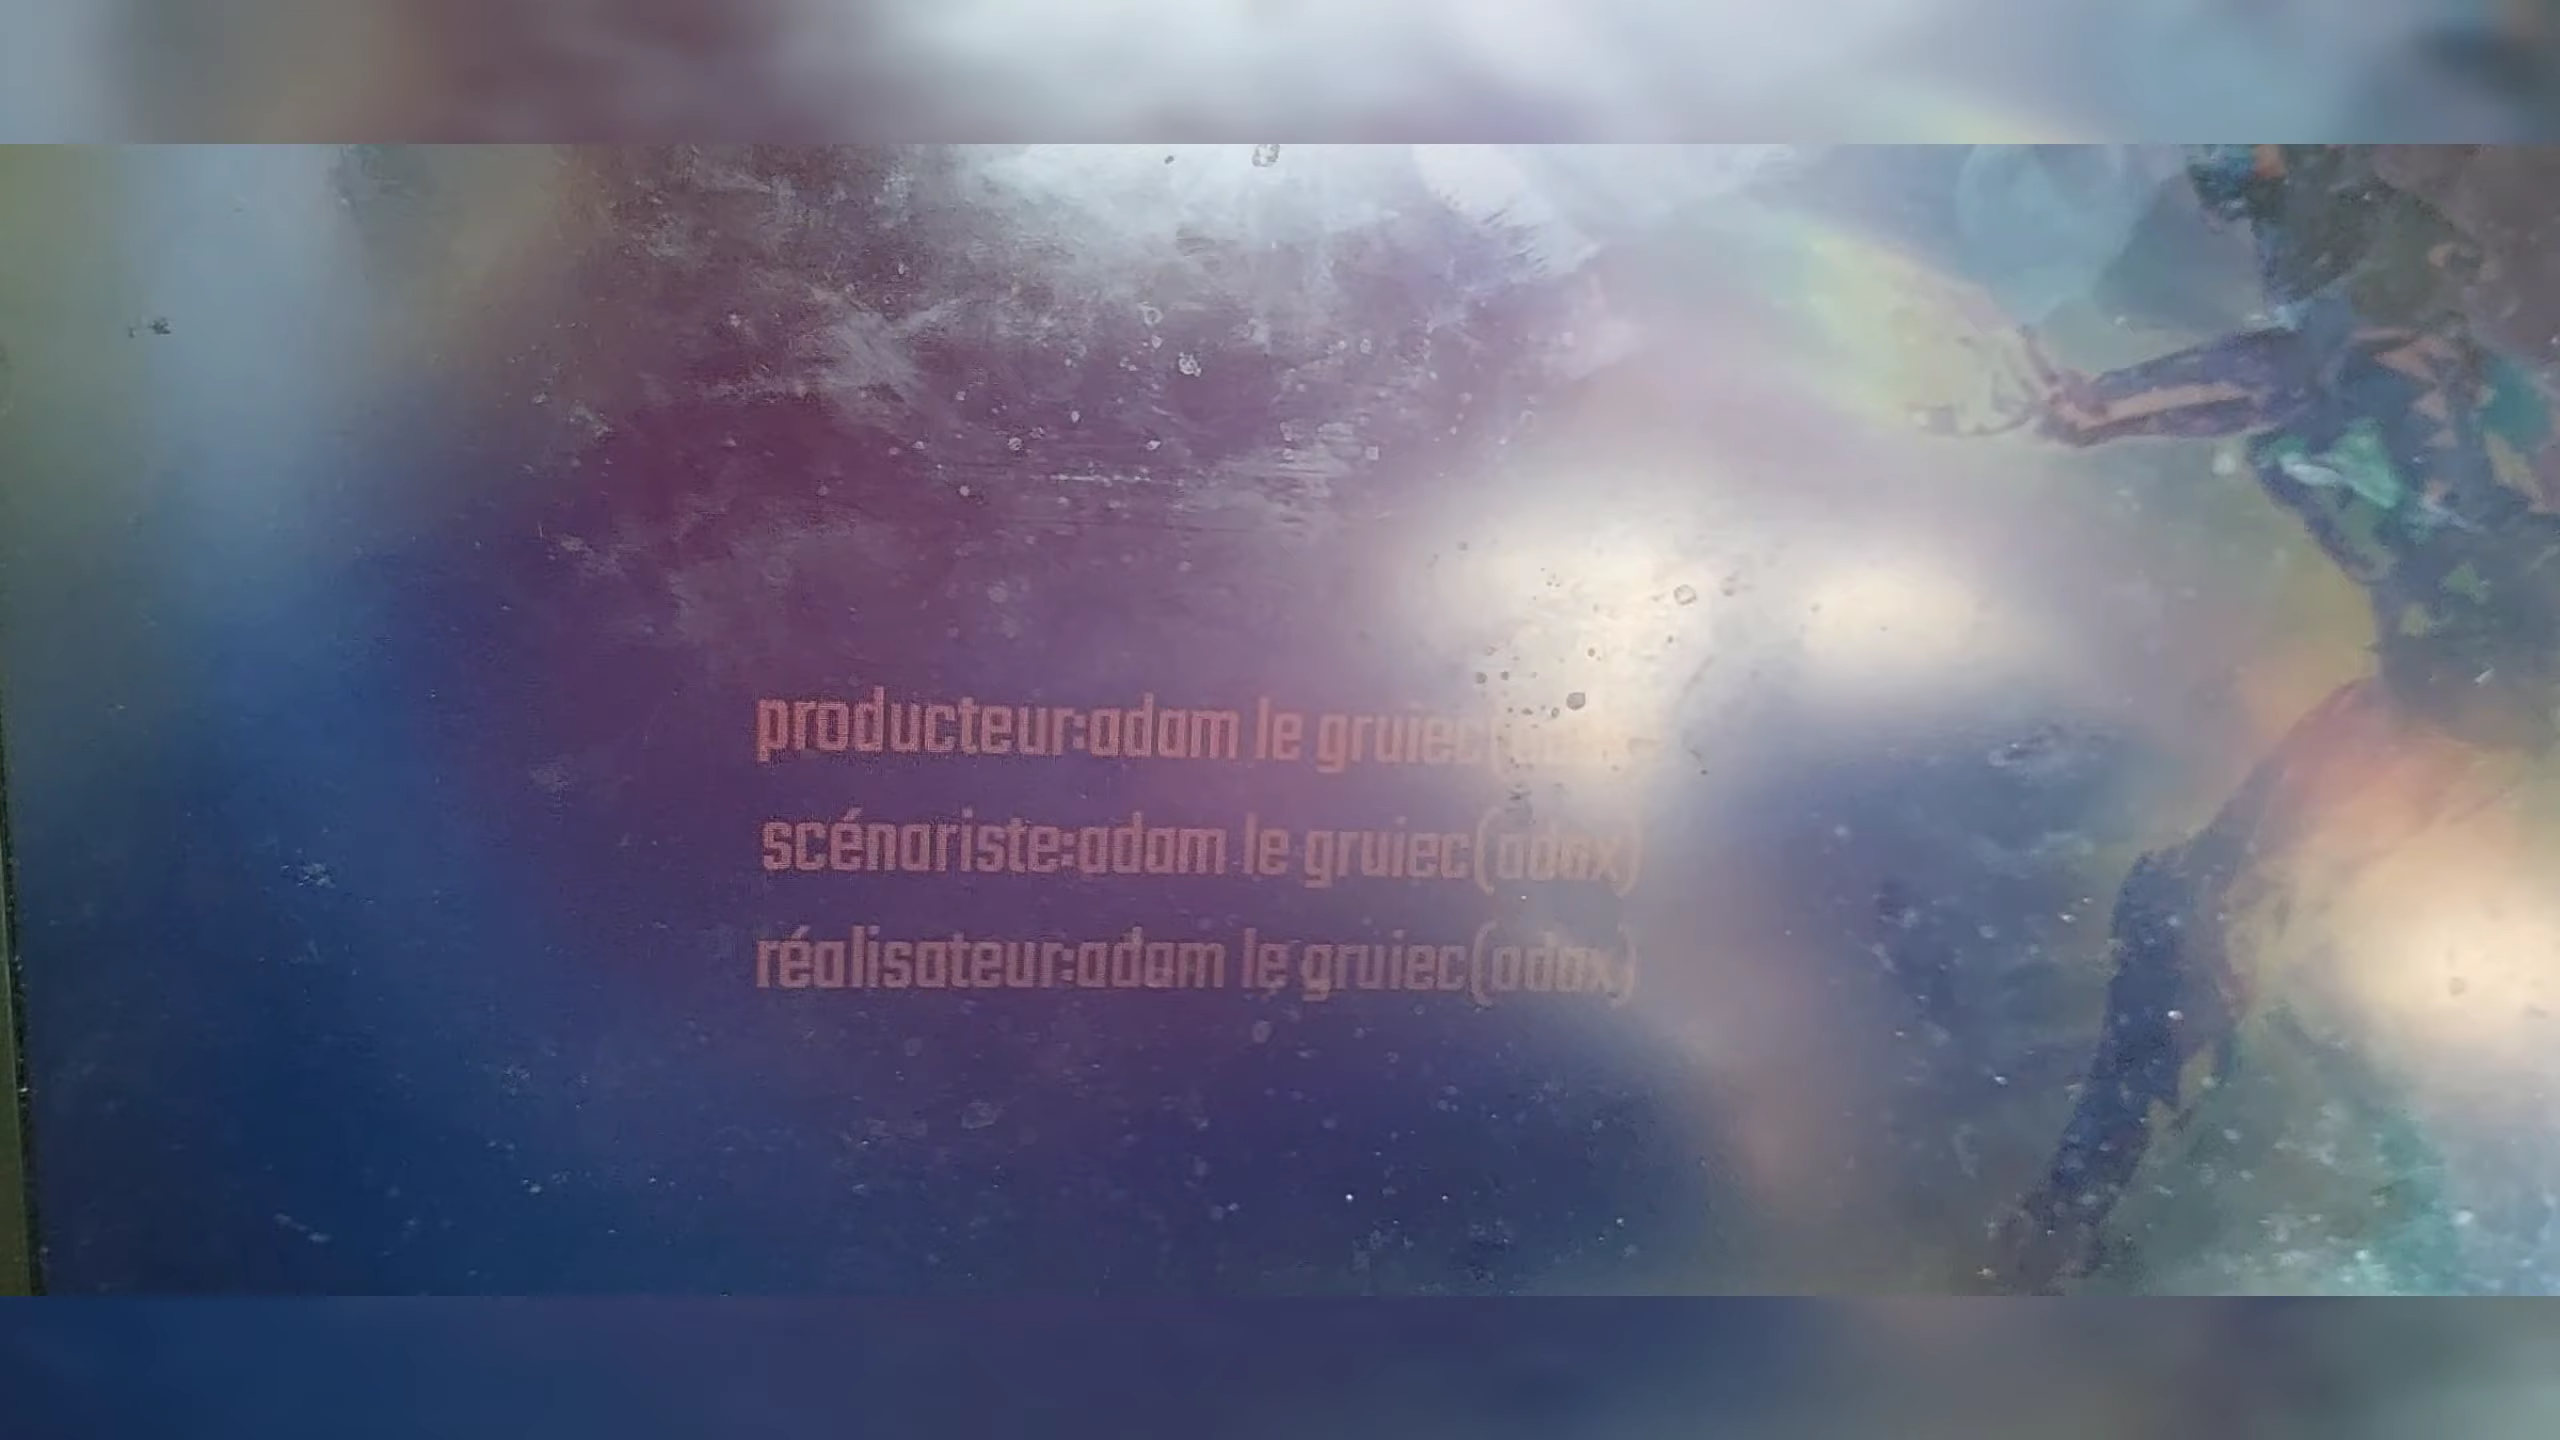 producteur:adam le gruiec
scénariste:adam le gruiec(adax)
réalisateur:adam le gruiec(adax)